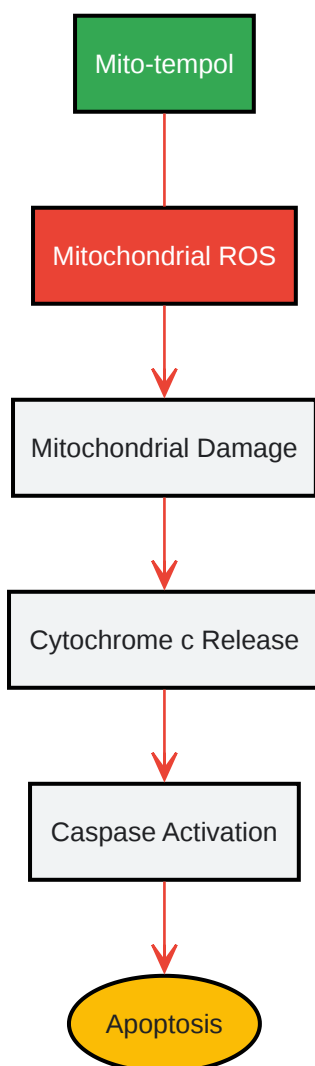 Mito-tempol
Mitochondrial ROS
Mitochondrial Damage
Cytochrome c Release
Caspase Activation
Apoptosis